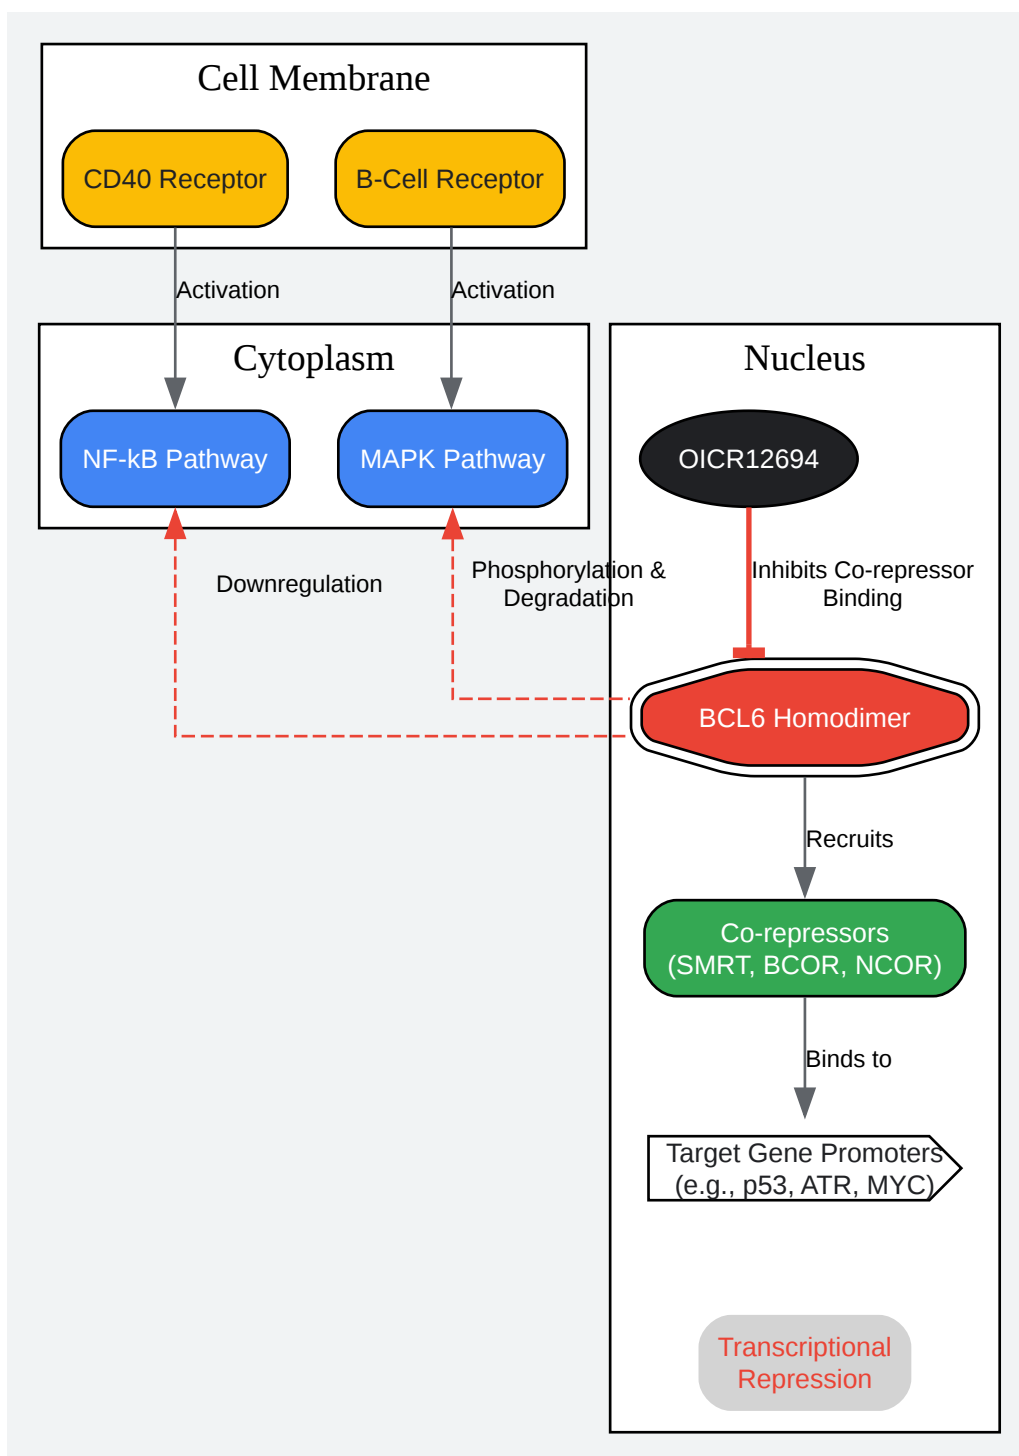 Cell Membrane
CD40 Receptor
B-Cell Receptor
Activation
Activation
Cytoplasm
NF-kB Pathway
MAPK Pathway
Downregulation
Phosphorylation &
Degradation
Nucleus
OICR12694
Inhibits Co-repressor
Binding
BCL6 Homodimer
Recruits
Co-repressors
(SMRT, BCOR, NCOR)
Binds to
Target Gene Promoters
(e.g., p53, ATR, MYC)
Transcriptional
Repression